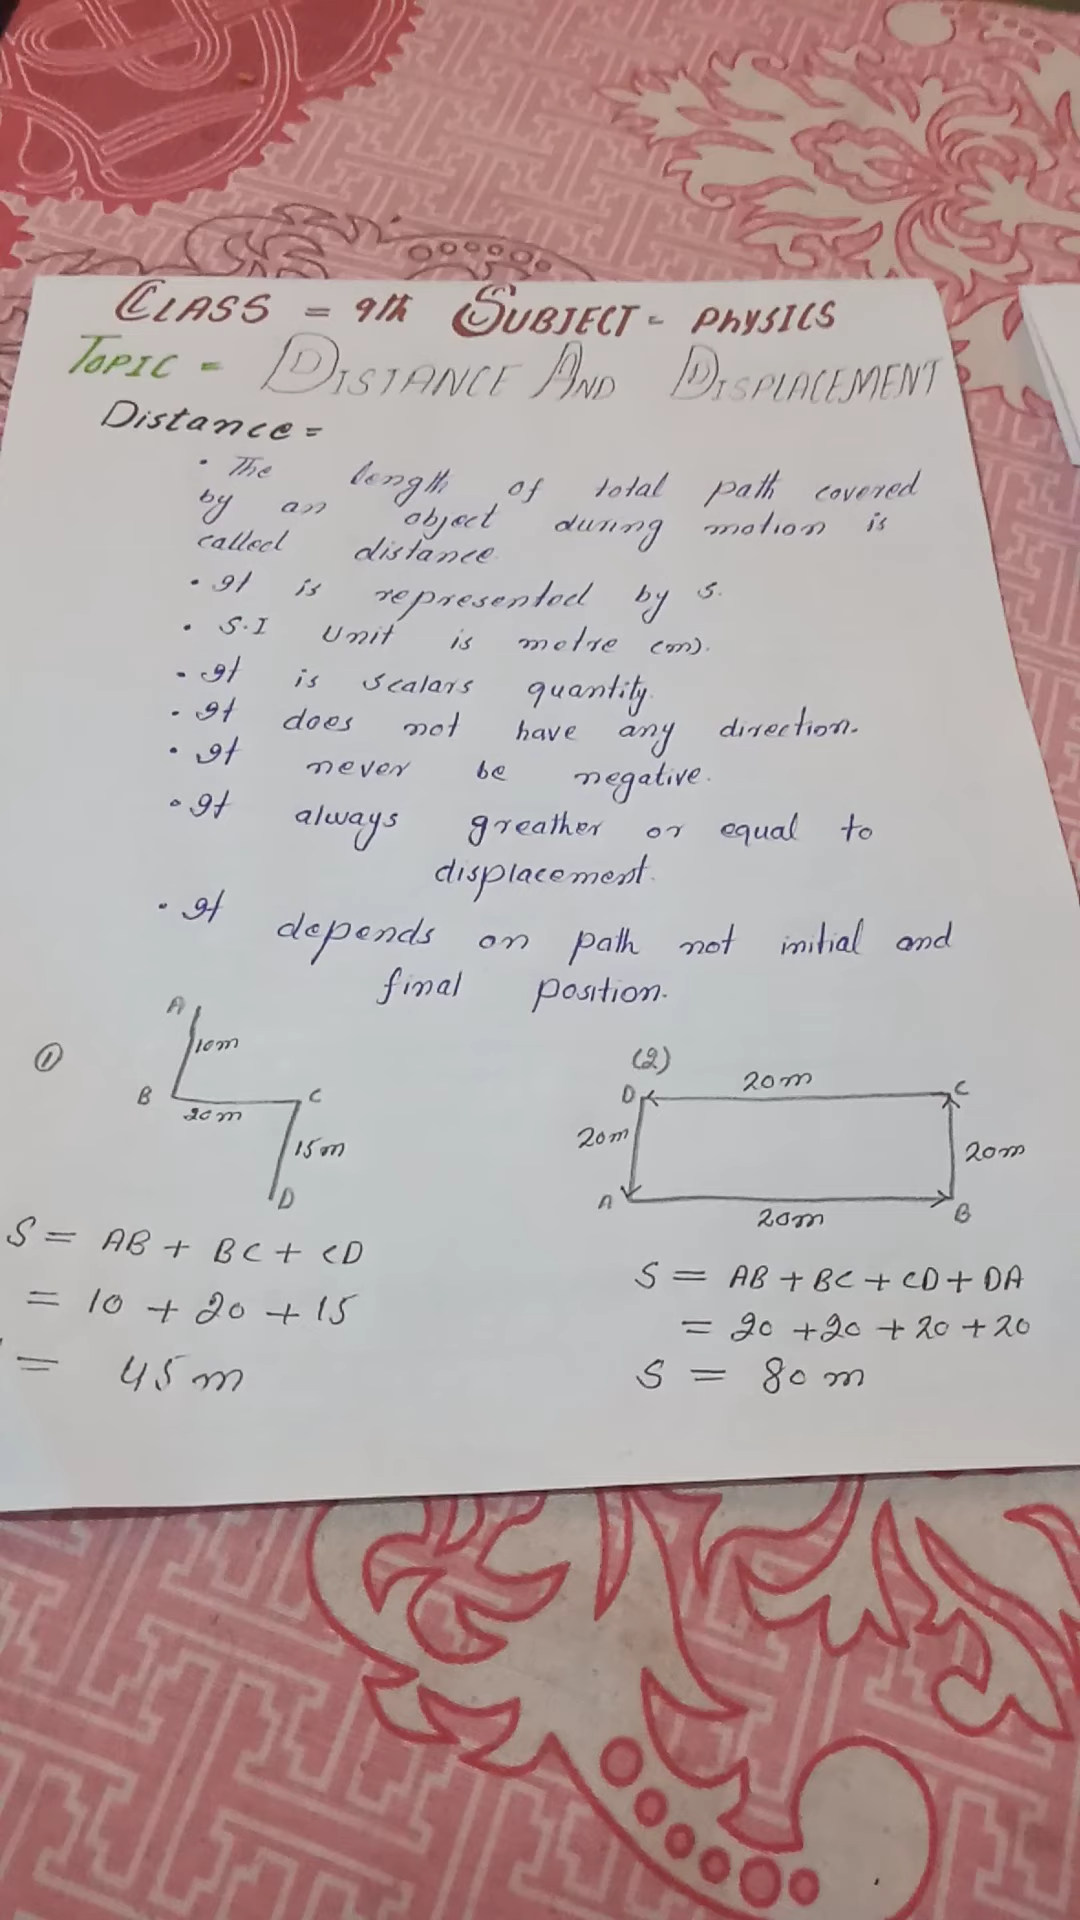 CLASS = 9th SUBJECT - PHYSICS
TOPIC = DISTANCE AND DISPLACEMENT
Distance =
• The length of total path covered
by an object during motion is
called distance.
• It is represented by s.
• S.I Unit is metre (m).
• It is scalars quantity.
• It does not have any direction.
• It never be negative.
• It always greather or equal to
displacement.
• It depends on path not initial and
final position.
①
A
10m
B
20m
C
15m
D
S = AB + BC + CD
= 10 + 20 + 15
= 45m
(2)
D
20m
C
20m
20m
A
20m
B
S = AB + BC + CD + DA
= 20 + 20 + 20 + 20
S = 80 m